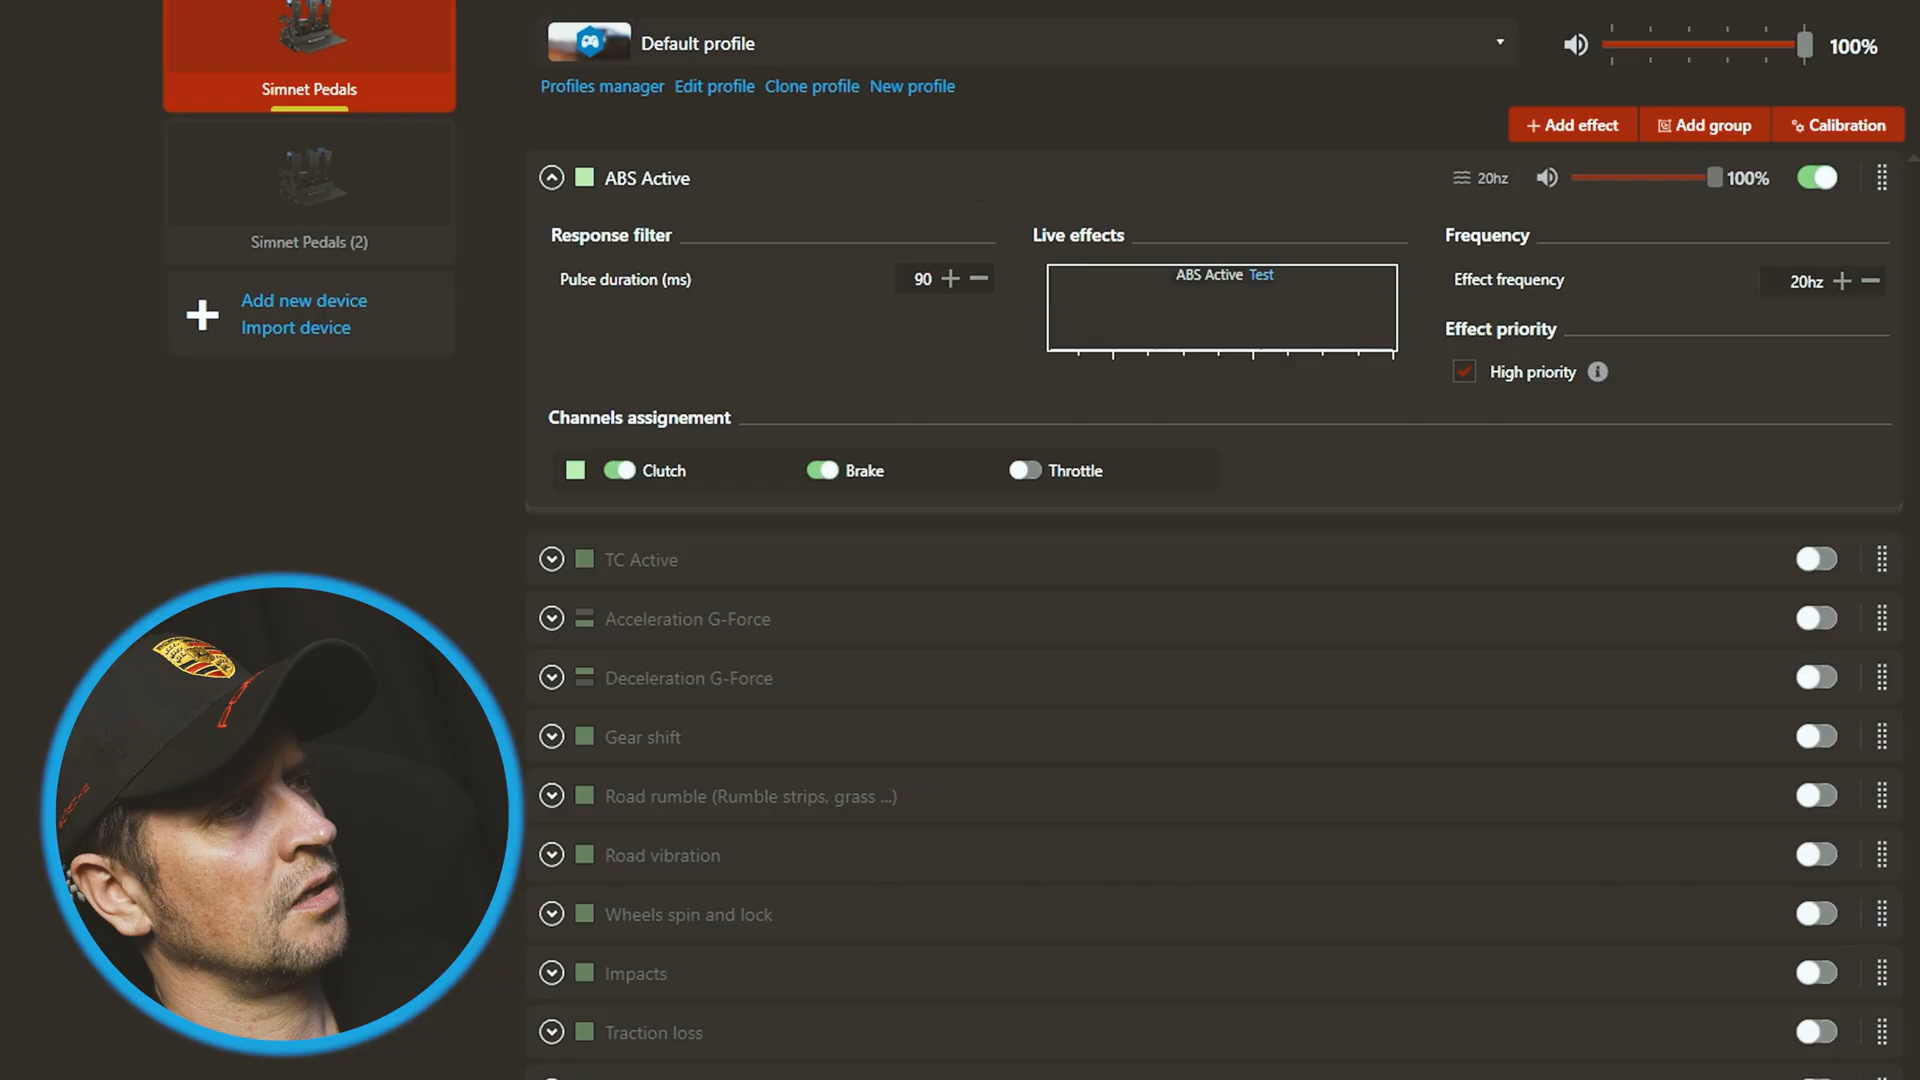 Simnet Pedals
Simnet Pedals (2)
Add new device
Import device
Default profile
100%
Profiles manager Edit profile Clone profile New profile
Add effect Add group Calibration
ABS Active 20hz 100%
Response filter Live effects Frequency
Pulse duration (ms) 90 ABS Active Test Effect frequency 20hz
Effect priority
High priority
Channels assignement
Clutch Brake Throttle
TC Active
Acceleration G-Force
Deceleration G-Force
Gear shift
Road rumble (Rumble strips, grass ...)
Road vibration
Wheels spin and lock
Impacts
Traction loss